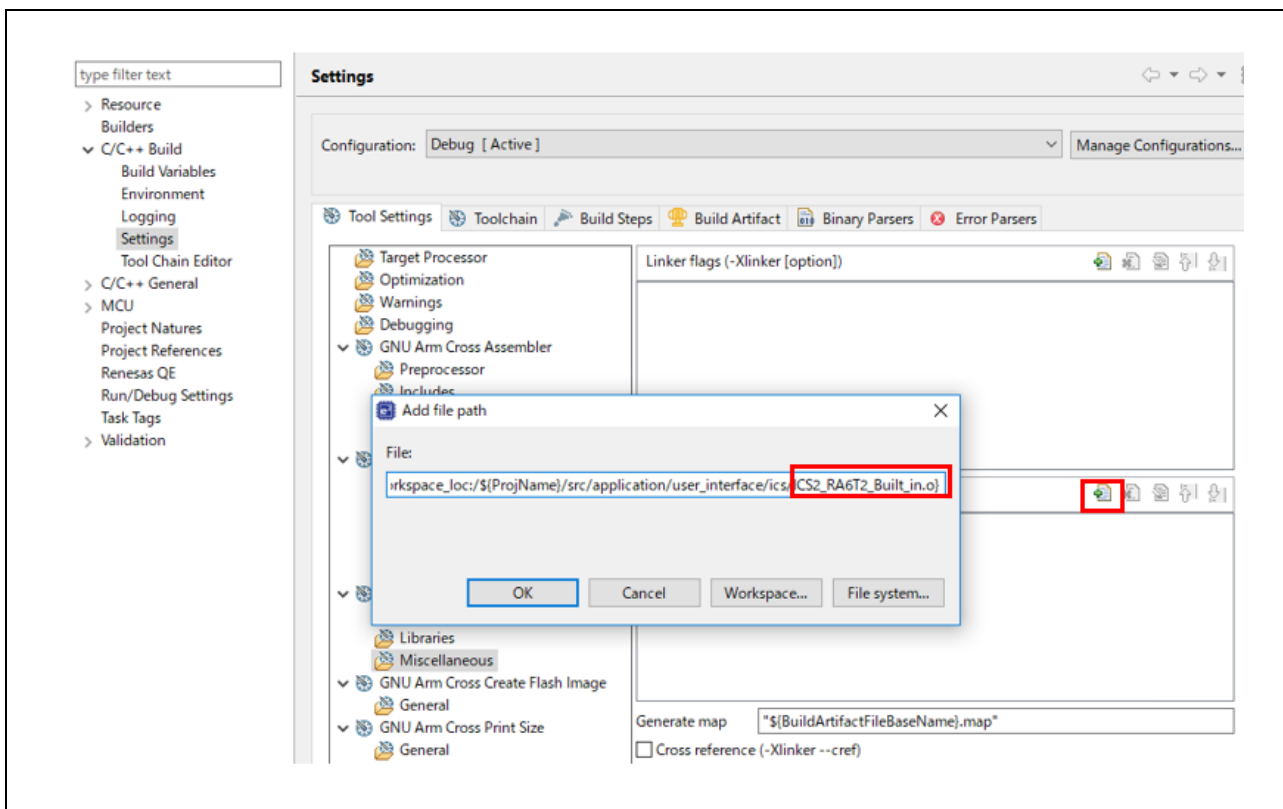 type filter text
Resource
Builders
C/C++ Build
Build Variables
Environment
Logging
Settings
Tool Chain Editor
C/C++ General
MCU
Project Natures
Project References
Renesas QE
Run/Debug Settings
Task Tags
Validation
Settings
Configuration: Debug [ Active ] Manage Configurations...
Tool Settings Toolchain Build Steps Build Artifact Binary Parsers Error Parsers
Target Processor
Optimization
Warnings
Debugging
GNU Arm Cross Assembler
Preprocessor
Includes
Linker flags (-Xlinker [option])
Add file path
File:
rkspace_loc:/${ProjName}/src/application/user_interface/ics/ICS2_RA6T2_Built_in.o}
OK Cancel Workspace... File system...
Libraries
Miscellaneous
GNU Arm Cross Create Flash Image
General
GNU Arm Cross Print Size
General
Generate map "${BuildArtifactFileBaseName}.map"
Cross reference (-Xlinker --cref)